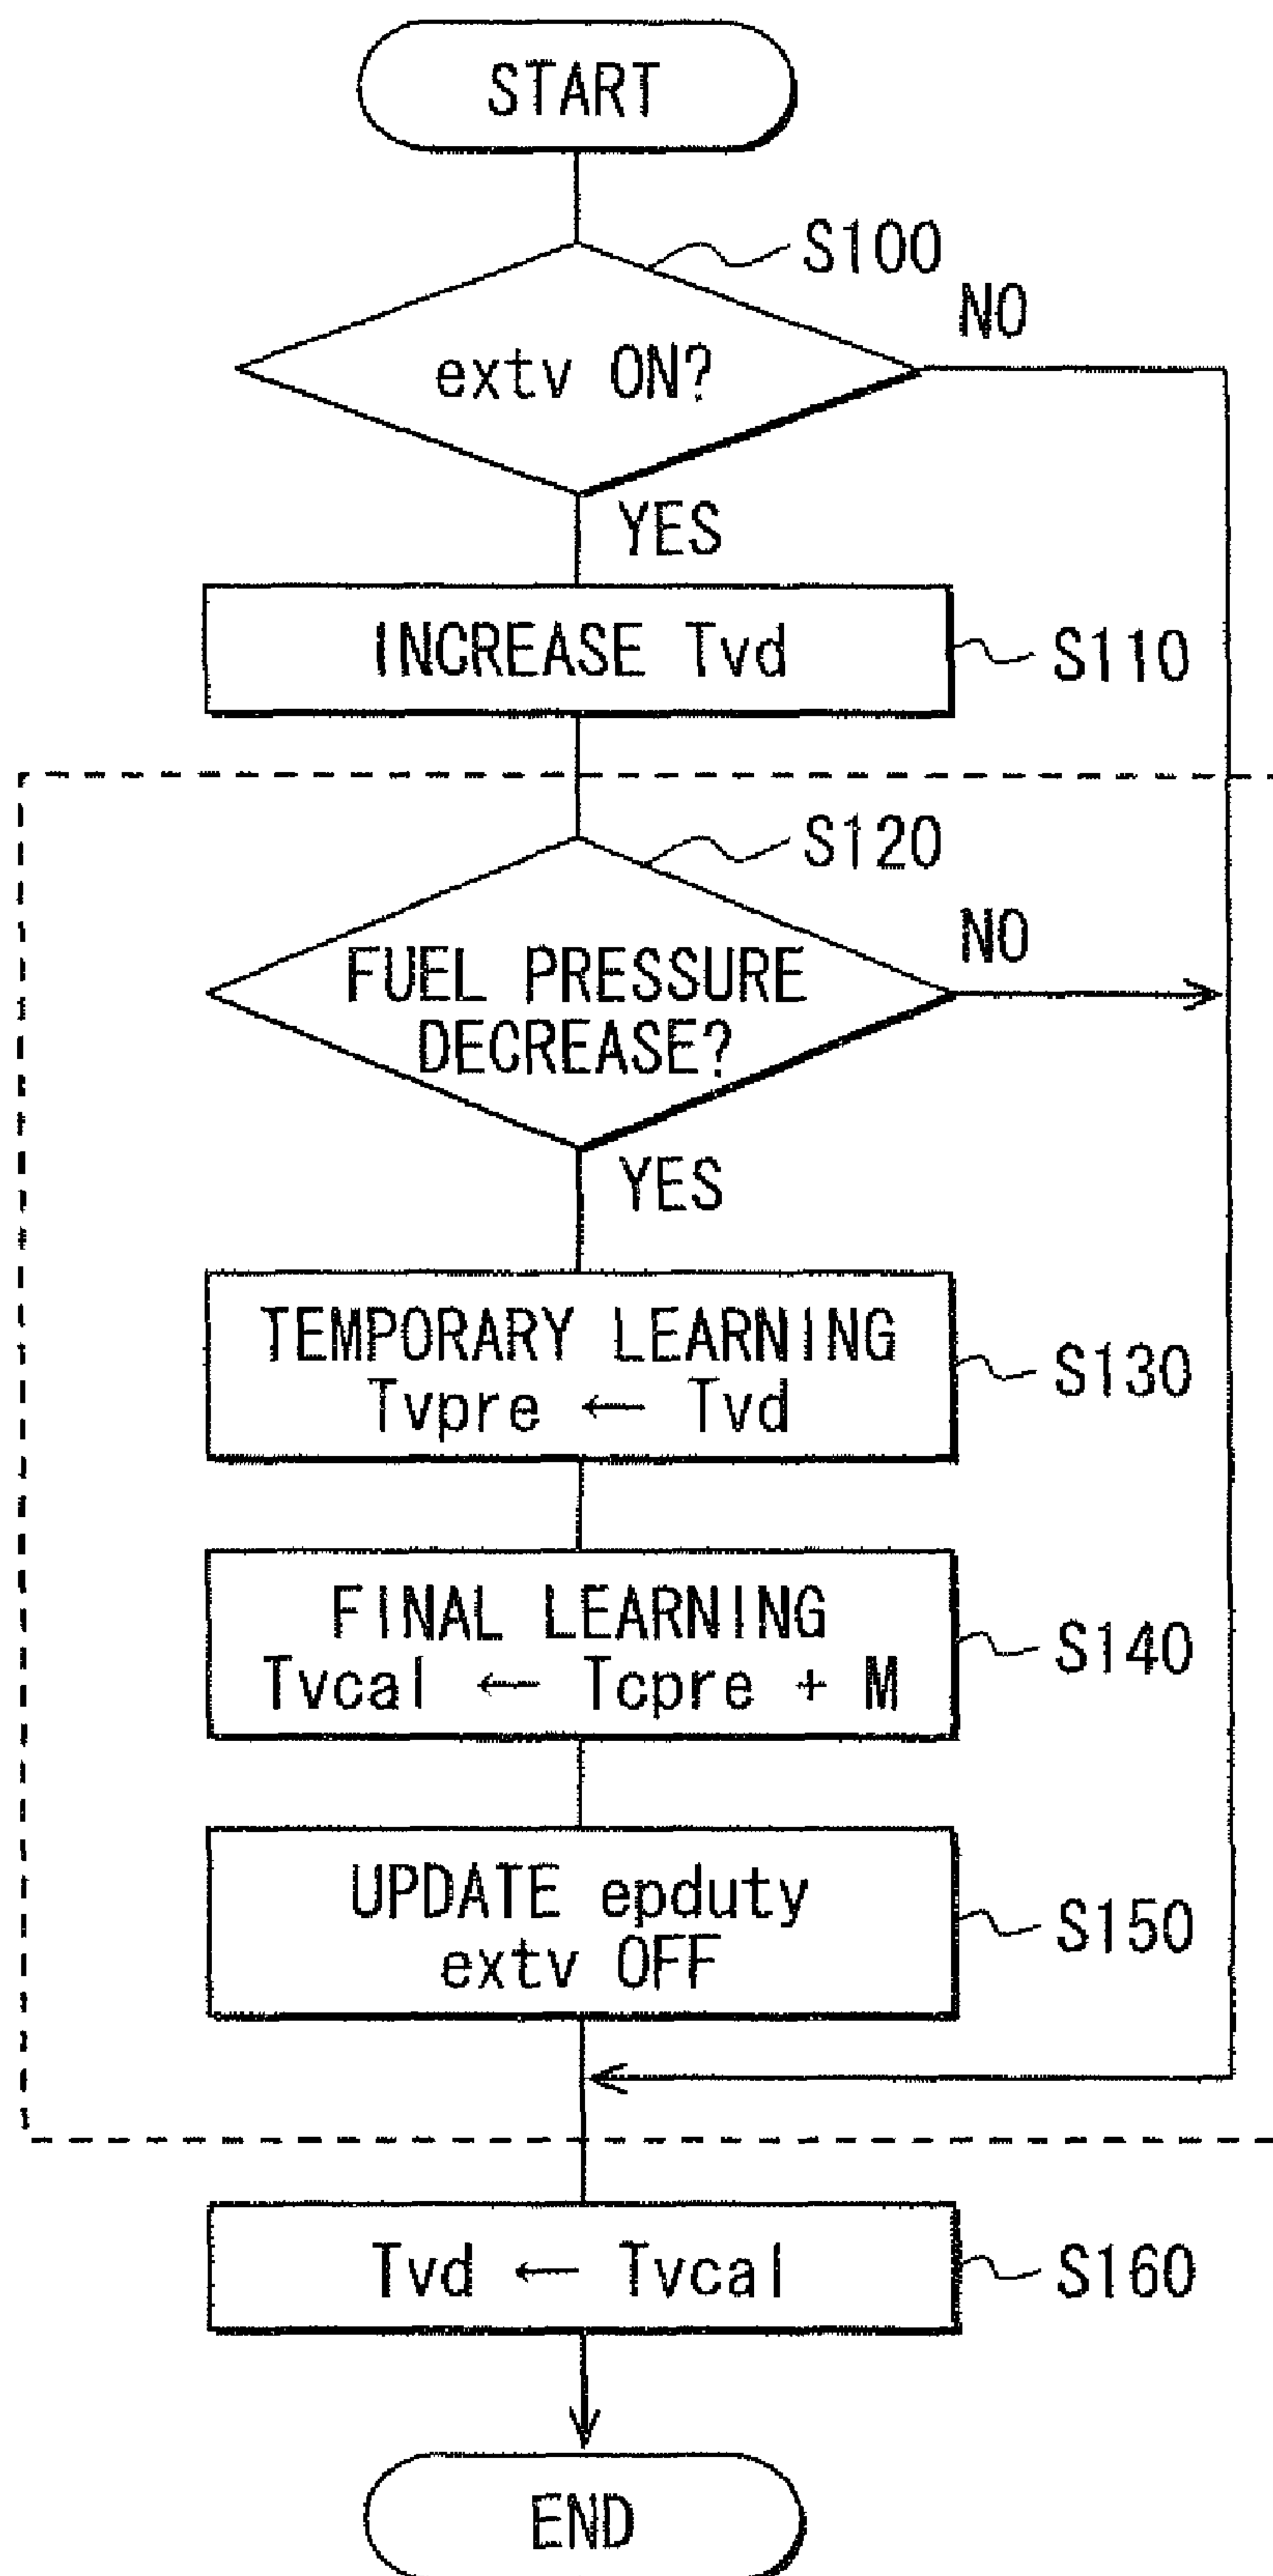 START
S100
NO
extv ON?
YES
INCREASE Tvd
S110
S120
NO
FUEL PRESSURE
DECREASE?
YES
TEMPORARY LEARNING
Tvpre ← Tvd
S130
FINAL LEARNING
Tvcal ← Tcpre + M
S140
UPDATE epduty
extv OFF
S150
Tvd ← Tvcal
S160
END